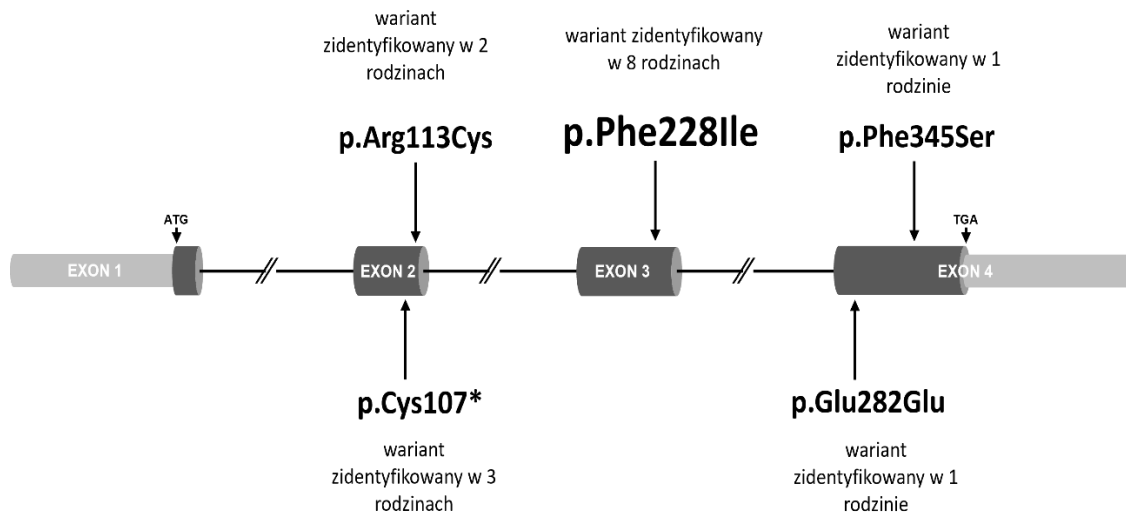 wariant
zidentyfikowany w 2
rodzinach
p.Arg113Cys
wariant zidentyfikowany
w 8 rodzinach
p.Phe228Ile
wariant
zidentyfikowany w 1
rodzinie
p.Phe345Ser
ATG
TGA
EXON 1
EXON 2
EXON 3
EXON 4
p.Cys107*
wariant
zidentyfikowany w 3
rodzinach
p.Glu282Glu
wariant
zidentyfikowany w 1
rodzinie